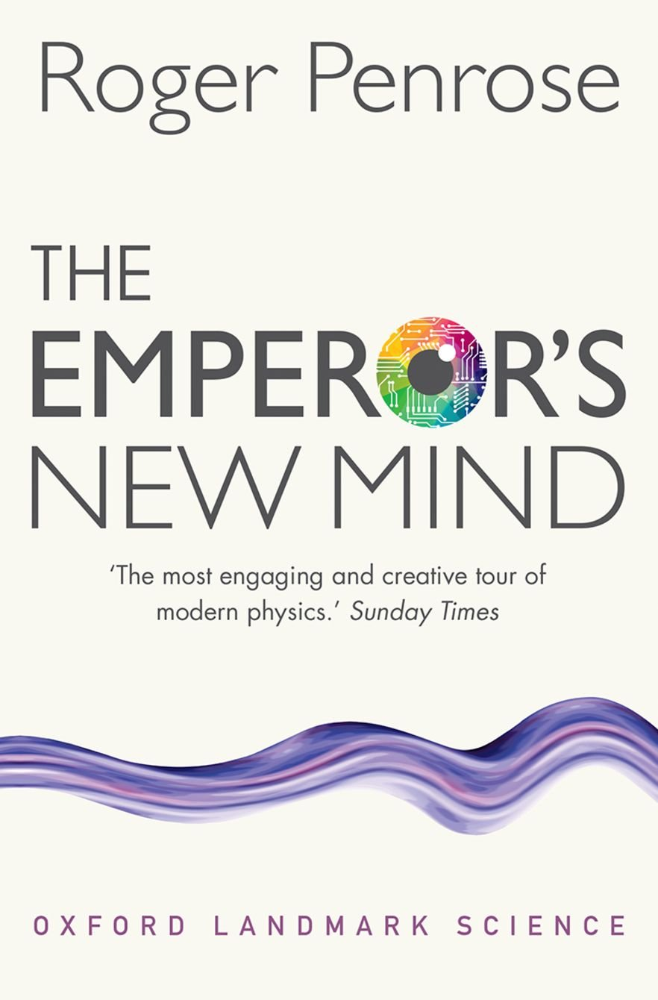 Roger Penrose
THE
EMPEROR’S
NEW MIND
‘The most engaging and creative tour of
modern physics.’ Sunday Times
OXFORD LANDMARK SCIENCE